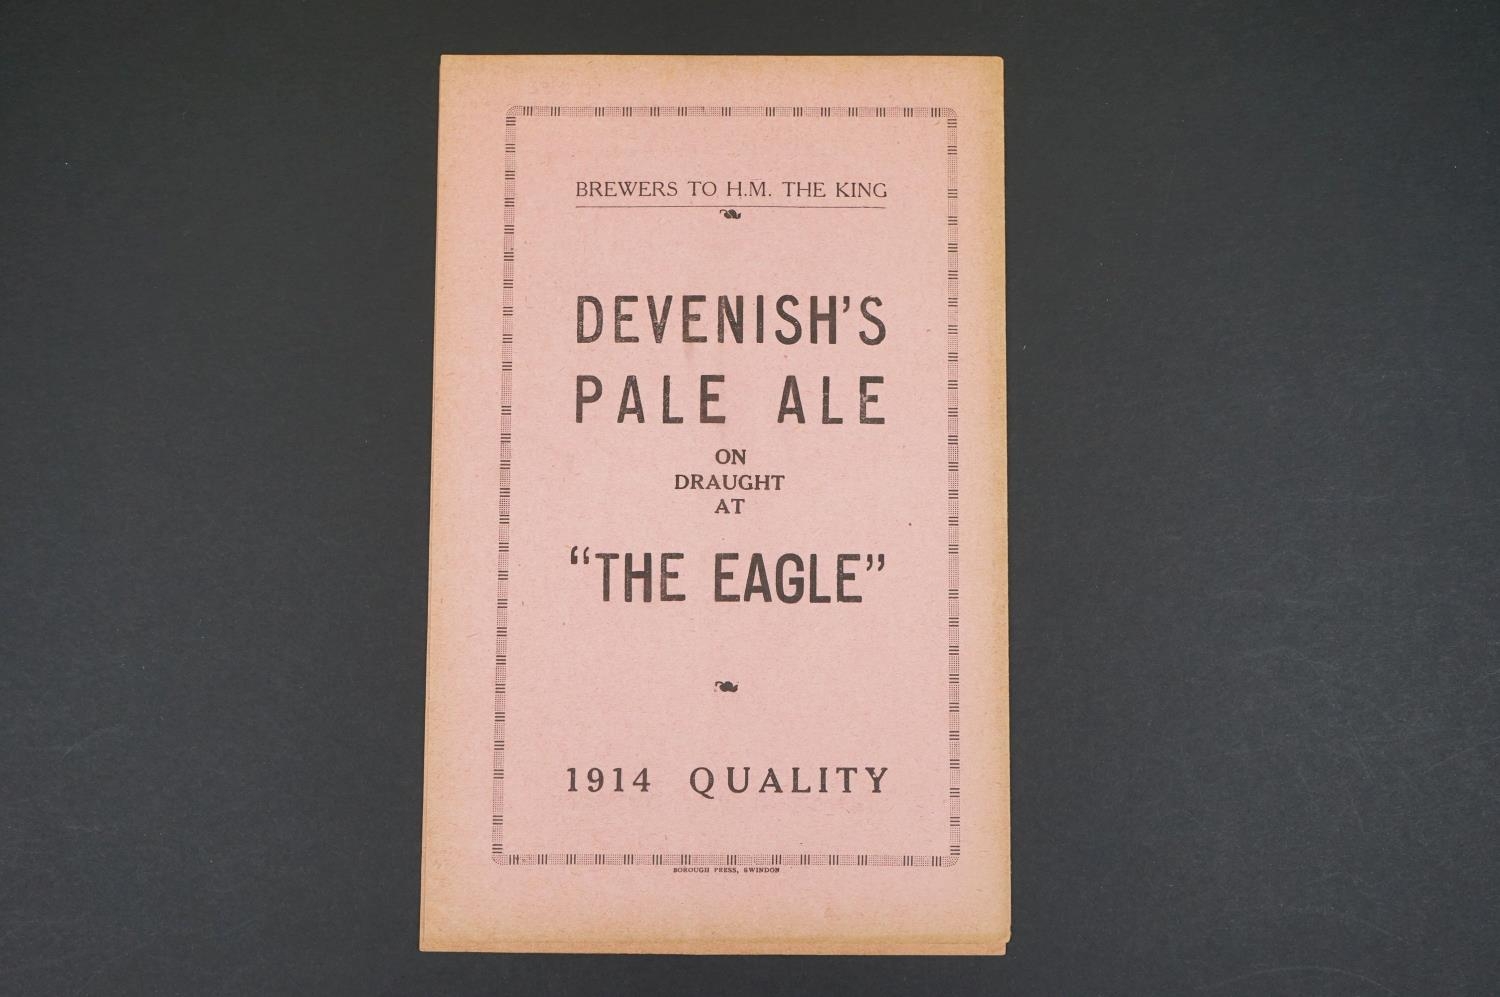 BREWERS TO H.M. THE KING
DEVENISH'S
PALE ALE
ON
DRAUGHT
AT
“THE EAGLE”
1914 QUALITY
BOROUGH PRESS, SWINDON